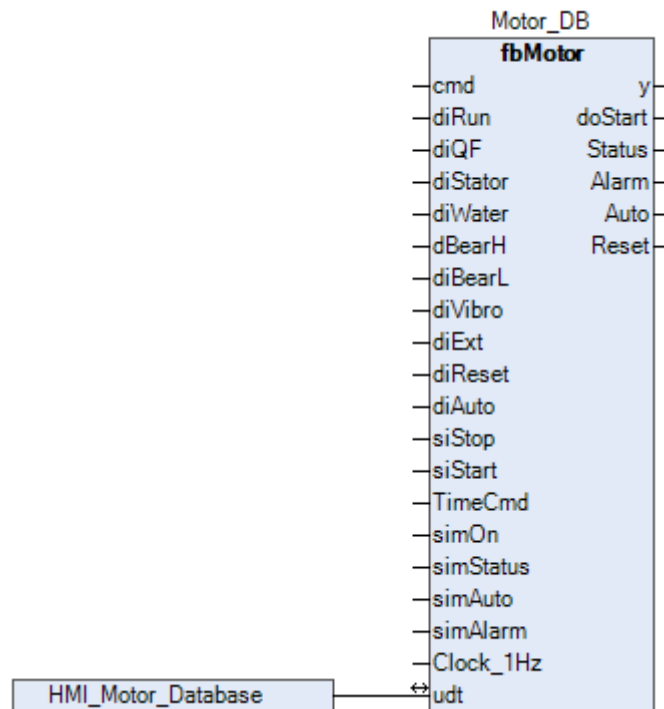 Motor_DB
fbMotor
cmd y
diRun doStart
diQF Status
diStator Alarm
diWater Auto
dBearH Reset
diBearL
diVibro
diExt
diReset
diAuto
siStop
siStart
TimeCmd
simOn
simStatus
simAuto
simAlarm
Clock_1Hz
HMI_Motor_Database udt